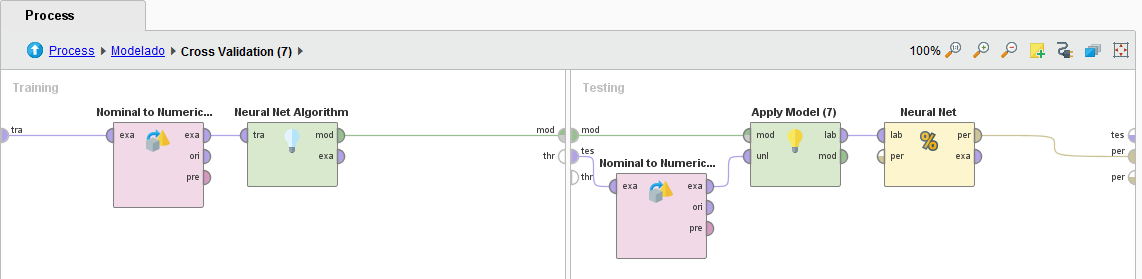 Process
Process Modelado Cross Validation (7)
100%
Training
Testing
Nominal to Numeric...
Neural Net Algorithm
tra
exa
exa
ori
pre
tra
mod
exa
mod
thr
Apply Model (7)
Neural Net
mod
tes
thr
Nominal to Numeric...
exa
exa
ori
pre
mod
unl
lab
mod
lab
per
%
per
exa
tes
per
per